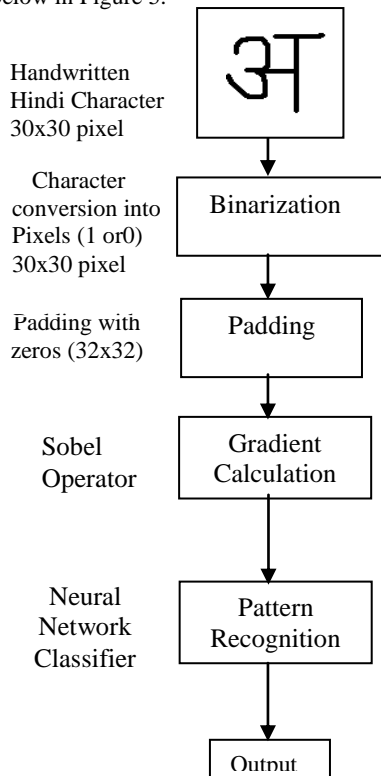 below in Figure 3.
Handwritten
Hindi Character
30x30 pixel
अ
Character
conversion into
Pixels (1 or0)
30x30 pixel
Binarization
Padding with
zeros (32x32)
Padding
Sobel
Operator
Gradient
Calculation
Neural
Network
Classifier
Pattern
Recognition
Output